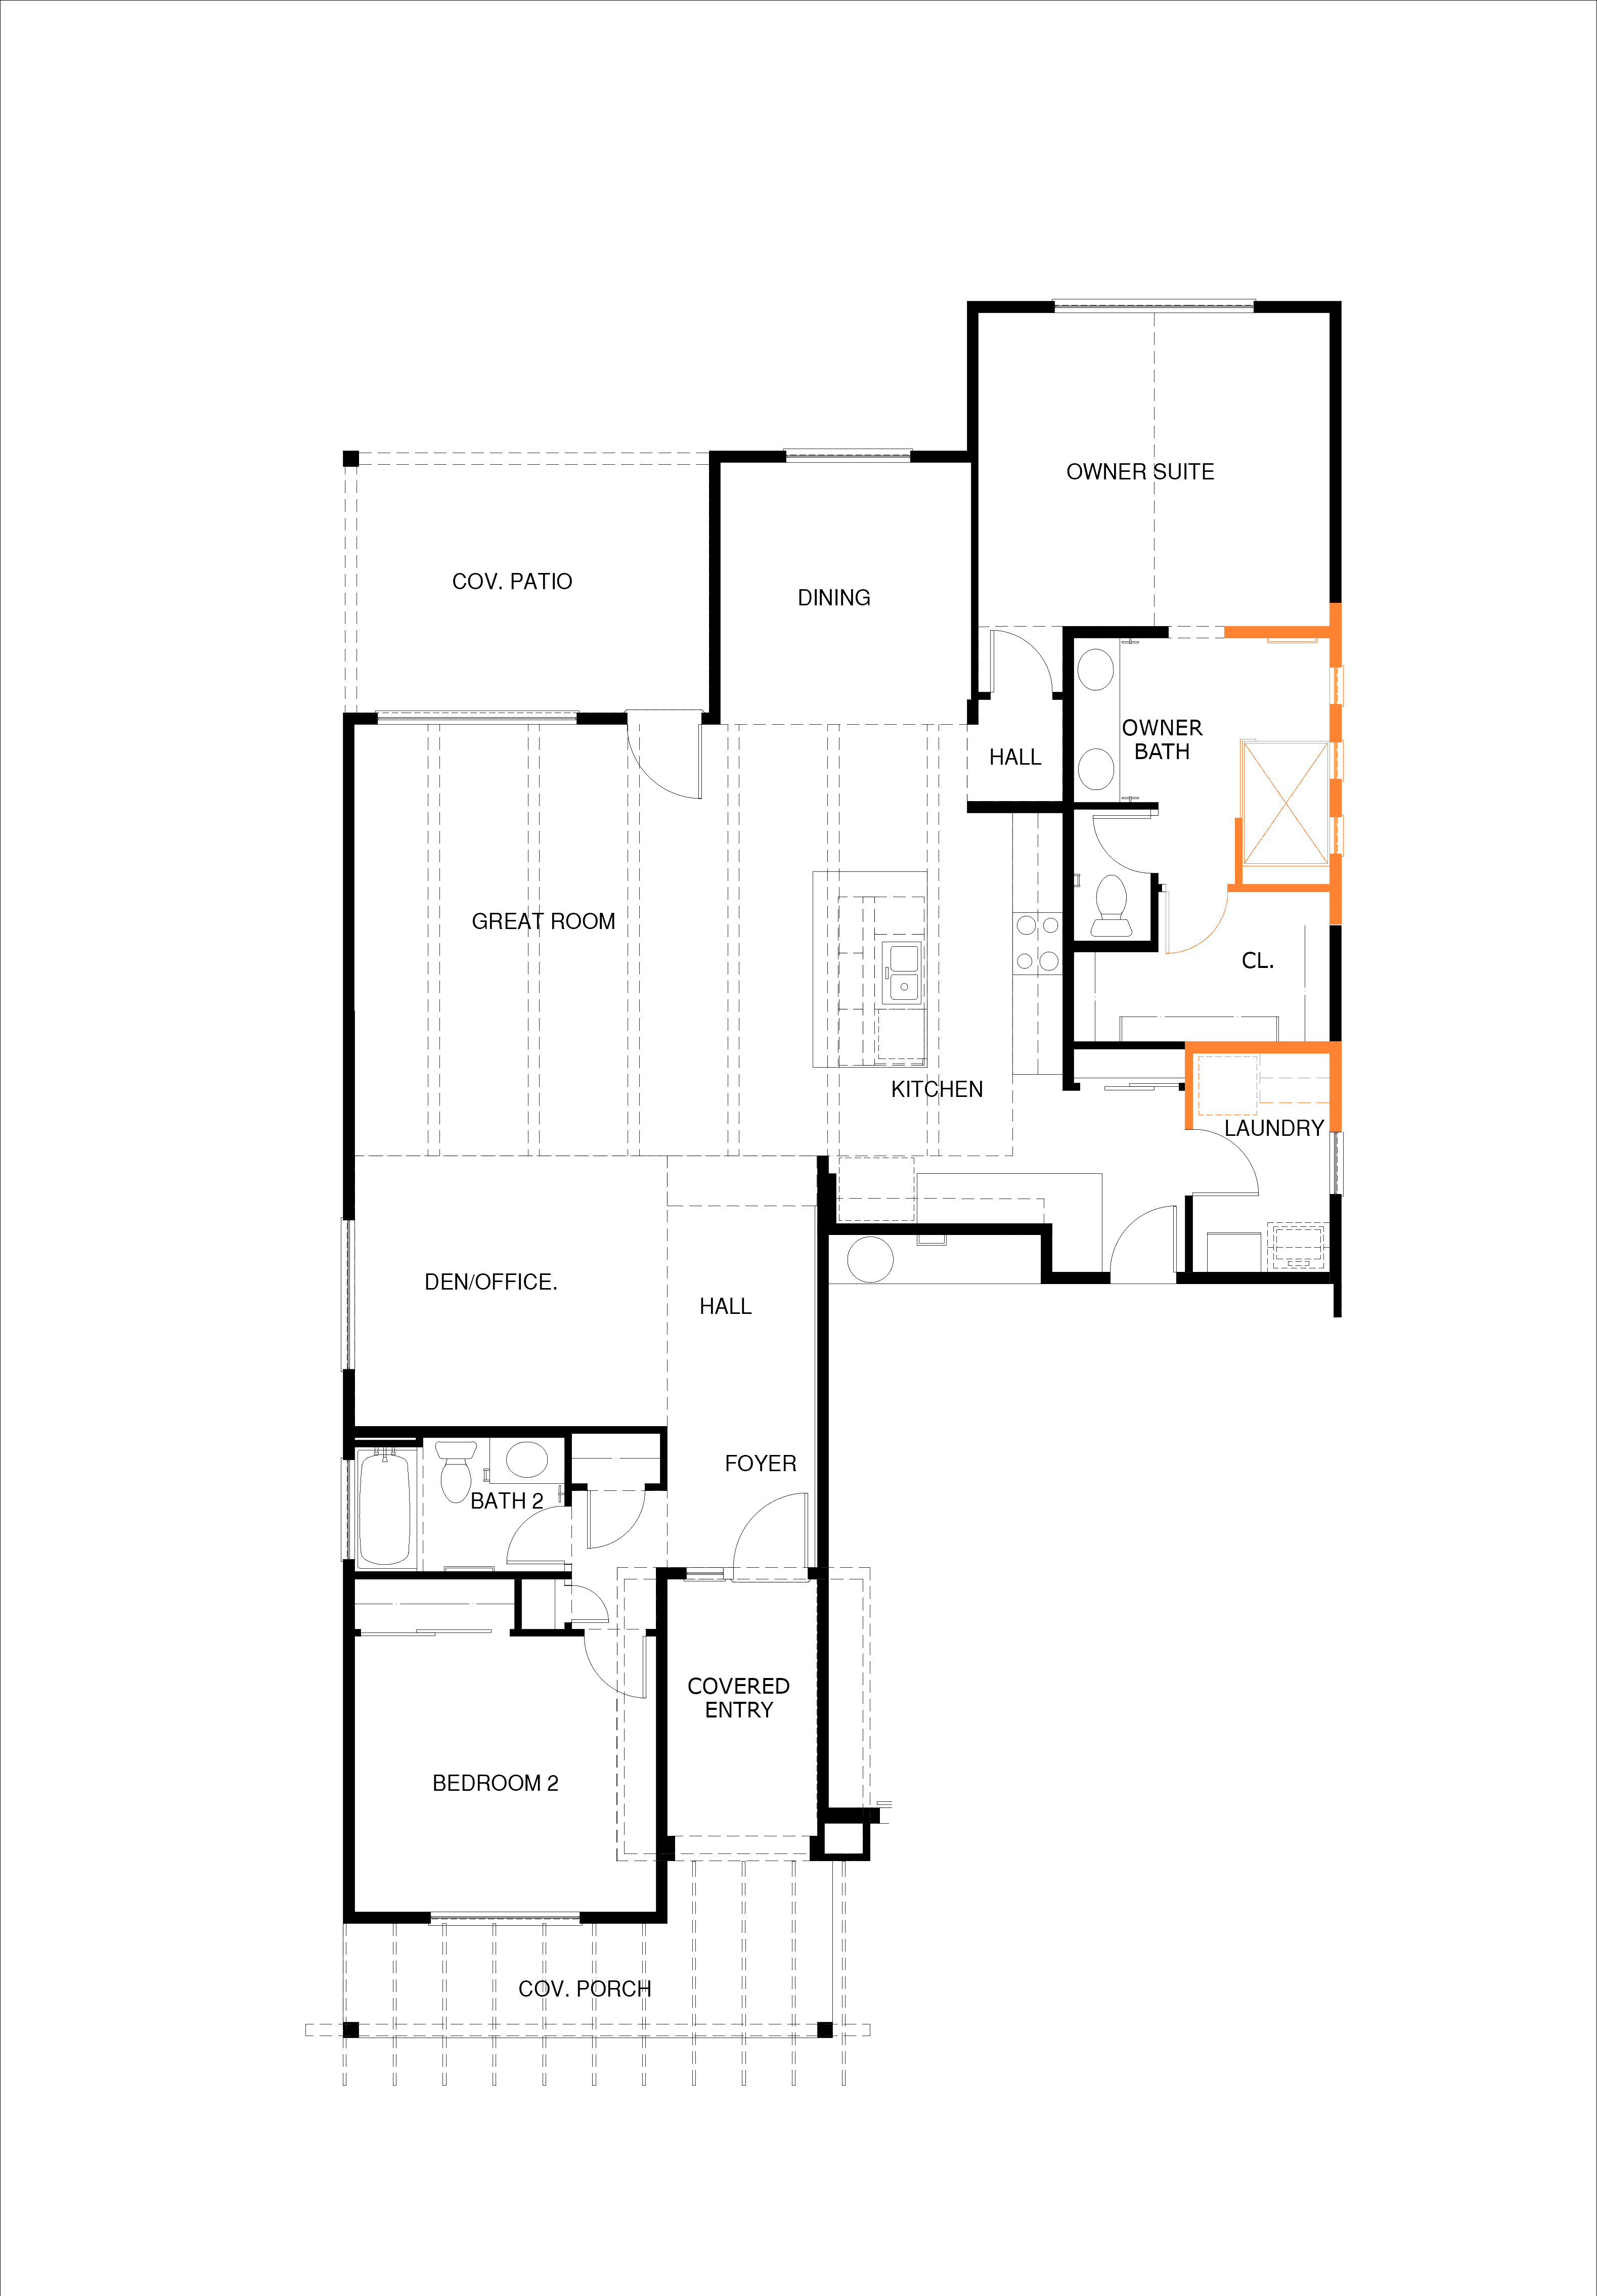 OWNER SUITE
COV. PATIO
DINING
OWNER
BATH
HALL
GREAT ROOM
CL.
KITCHEN
LAUNDRY
DEN/OFFICE.
HALL
FOYER
BATH 2
COVERED
ENTRY
BEDROOM 2
COV. PORCH